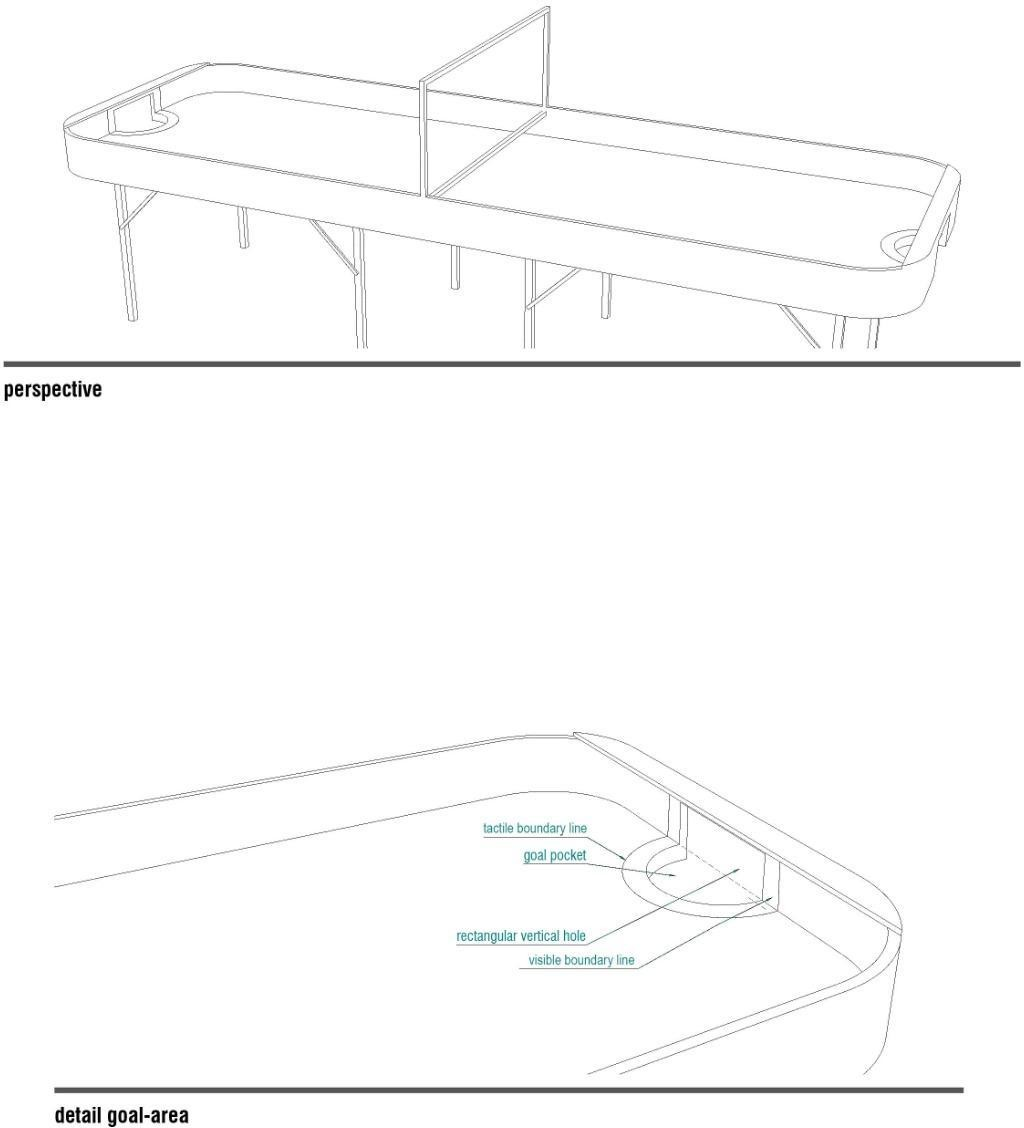 perspective
tactile boundary line
goal pocket
rectangular vertical hole
visible boundary line
detail goal-area